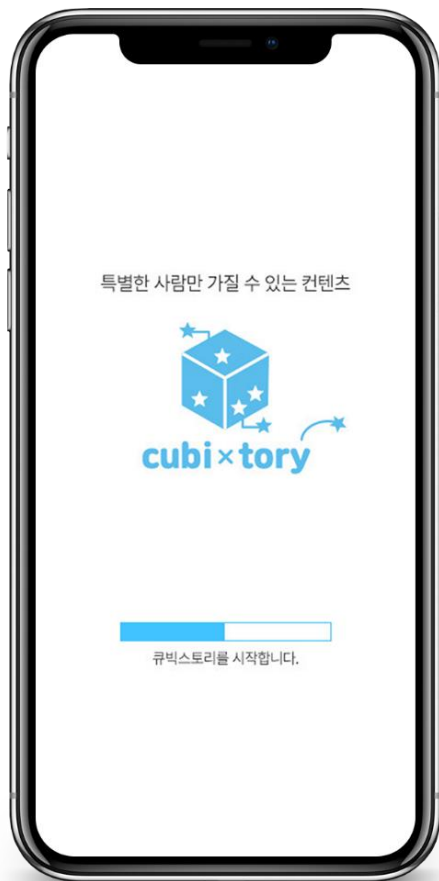 특별한 사람만 가질 수 있는 컨텐츠
cubi×tory
큐빅스토리를 시작합니다.